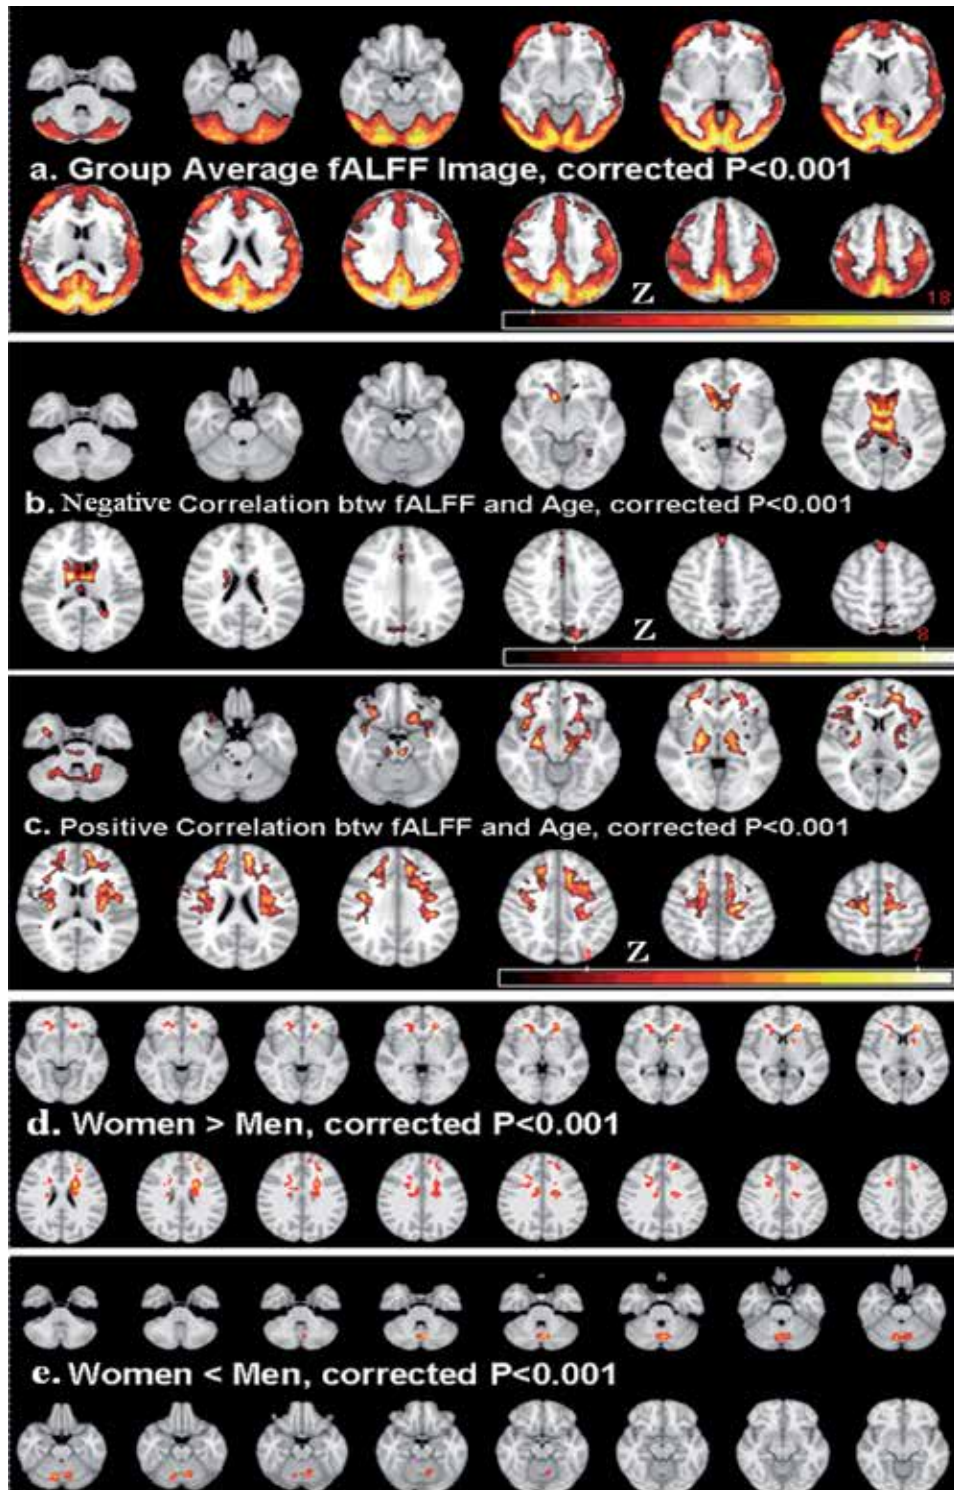 a. Group Average fALFF Image, corrected P<0.001
Z
18
b. Negative Correlation btw fALFF and Age, corrected P<0.001
Z
8
c. Positive Correlation btw fALFF and Age, corrected P<0.001
Z
7
d. Women > Men, corrected P<0.001
e. Women < Men, corrected P<0.001